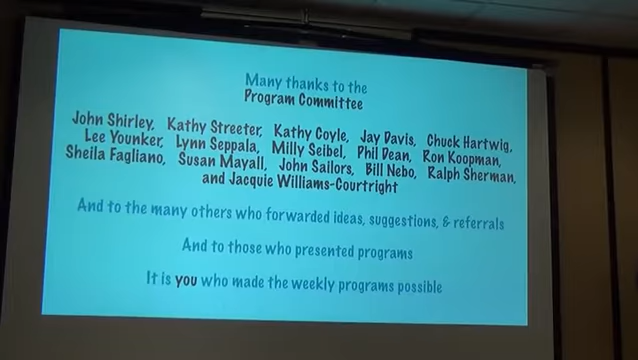 Many thanks to the
Program Committee
John Shirley, Kathy Streeter, Kathy Coyle, Jay Davis, Chuck Hartwig,
Lee Younker, Lynn Seppala, Milly Seibel, Phil Dean, Ron Koopman,
Sheila Fagliano, Susan Mayall, John Sailors, Bill Nebo, Ralph Sherman,
and Jacquie Williams-Courtright
And to the many others who forwarded ideas, suggestions, & referrals
And to those who presented programs
It is you who made the weekly programs possible